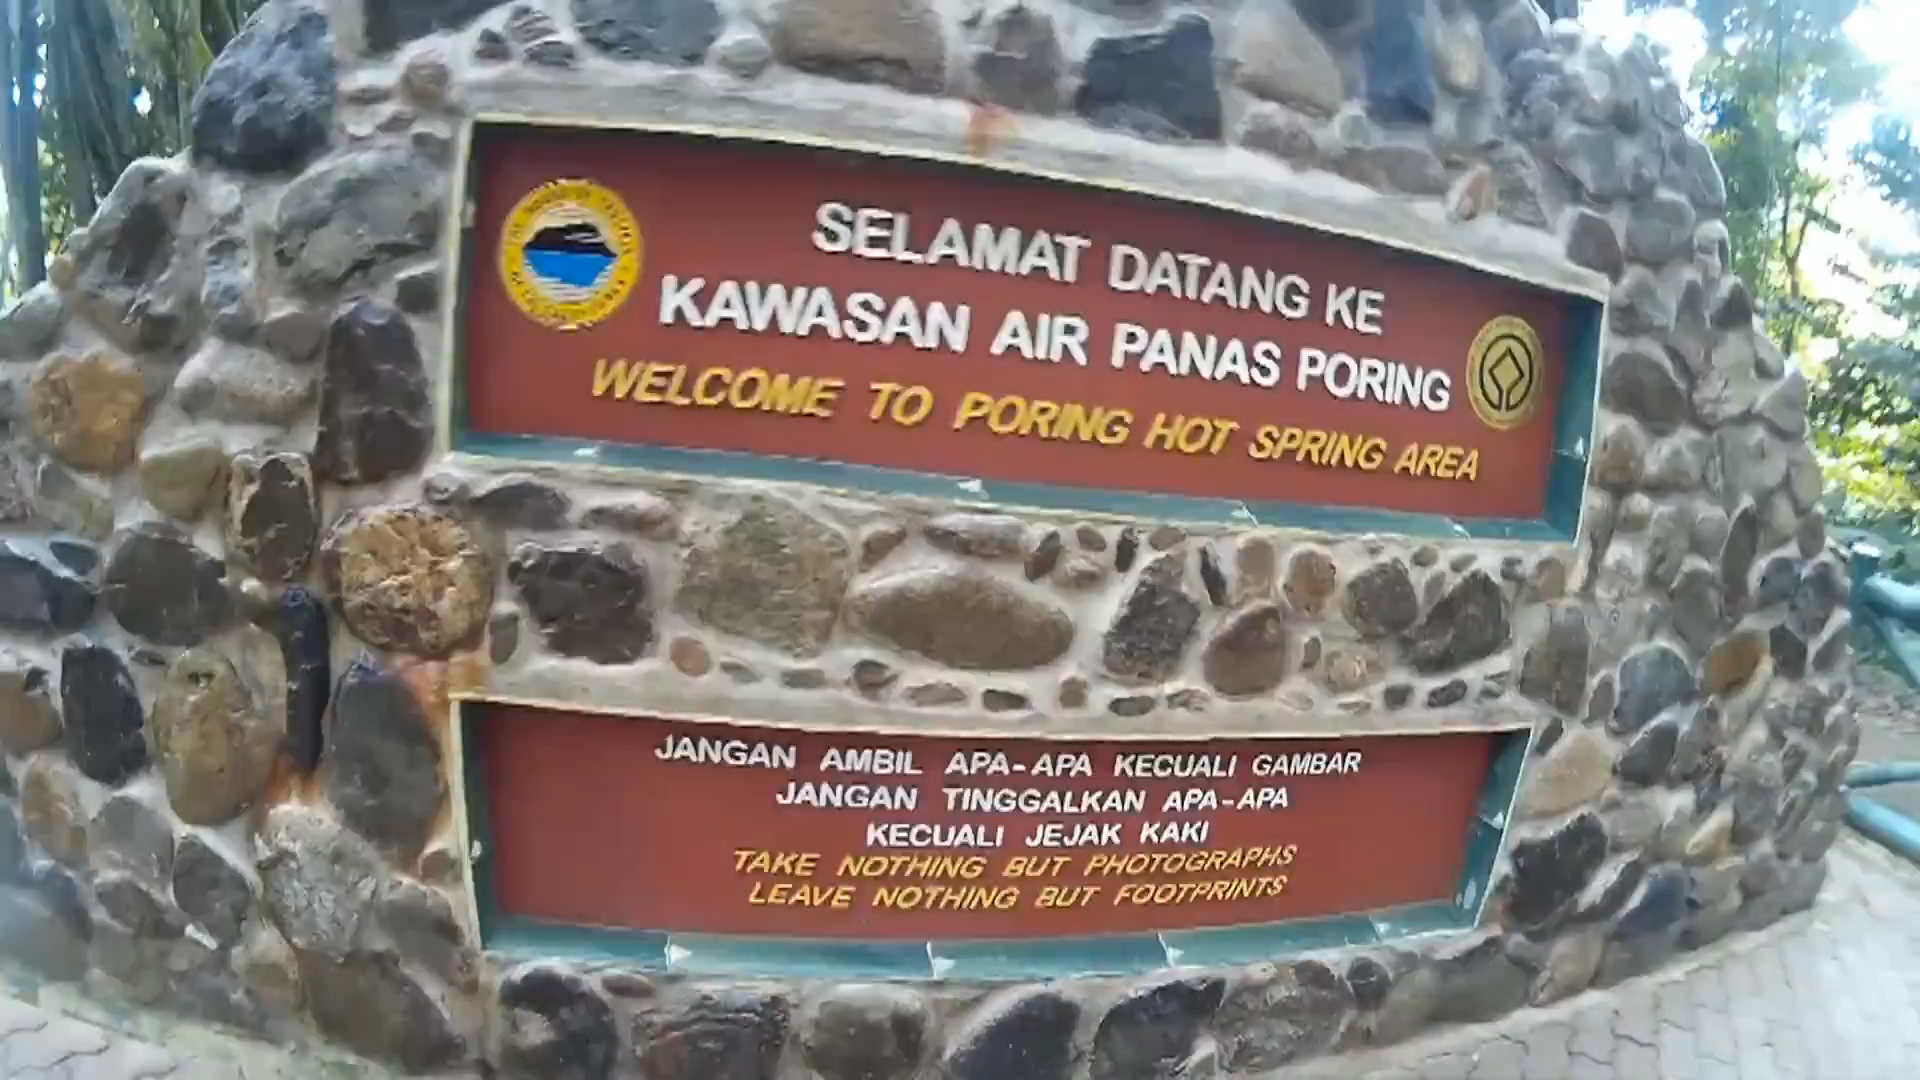 SELAMAT DATANG KE
KAWASAN AIR PANAS PORING
WELCOME TO PORING HOT SPRING AREA
JANGAN AMBIL APA-APA KECUALI GAMBAR
JANGAN TINGGALKAN APA-APA
KECUALI JEJAK KAKI
TAKE NOTHING BUT PHOTOGRAPHS
LEAVE NOTHING BUT FOOTPRINTS